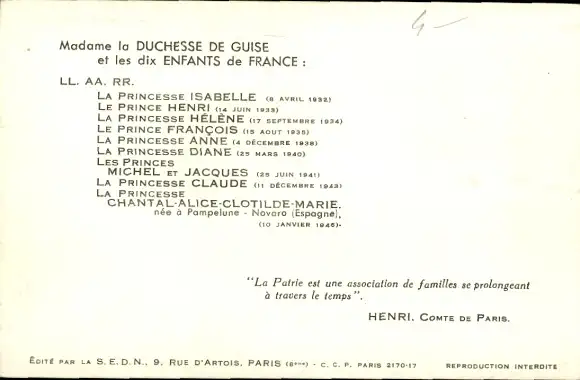 4-
Madame la DUCHESSE DE GUISE
et les dix ENFANTS de FRANCE :
LL. AA. RR.
LA PRINCESSE ISABELLE (8 AVRIL 1932)
LE PRINCE HENRI (14 JUIN 1933)
LA PRINCESSE HÉLÈNE (17 SEPTEMBRE 1934)
LE PRINCE FRANÇOIS (15 AOUT 1935)
LA PRINCESSE ANNE (4 DÉCEMBRE 1938)
LA PRINCESSE DIANE (25 MARS 1940)
LES PRINCES
MICHEL ET JACQUES (25 JUIN 1941)
LA PRINCESSE CLAUDE (11 DÉCEMBRE 1943)
LA PRINCESSE
CHANTAL-ALICE-CLOTILDE-MARIE,
née à Pampelune - Novaro (Espagne),
(10 JANVIER 1946).
"La Patrie est une association de familles se prolongeant
à travers le temps".
HENRI, COMTE DE PARIS.
ÉDITÉ PAR LA S.E.D.N., 9, RUE D'ARTOIS, PARIS (8ème) - C. C. P. PARIS 2170-17 REPRODUCTION INTERDITE